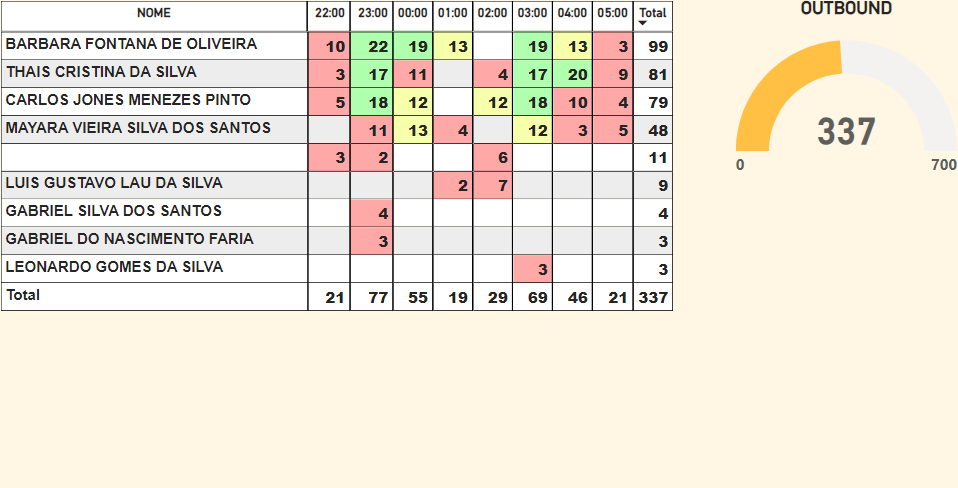 NOME 22:00 23:00 00:00 01:00 02:00 03:00 04:00 05:00 Total
BARBARA FONTANA DE OLIVEIRA 10 22 19 13 19 13 3 99
THAIS CRISTINA DA SILVA 3 17 11 4 17 20 9 81
CARLOS JONES MENEZES PINTO 5 18 12 12 18 10 4 79
MAYARA VIEIRA SILVA DOS SANTOS 11 13 4 12 3 5 48
3 2 6 11
LUIS GUSTAVO LAU DA SILVA 2 7 9
GABRIEL SILVA DOS SANTOS 4 4
GABRIEL DO NASCIMENTO FARIA 3 3
LEONARDO GOMES DA SILVA 3 3
Total 21 77 55 19 29 69 46 21 337
OUTBOUND
337
0 700